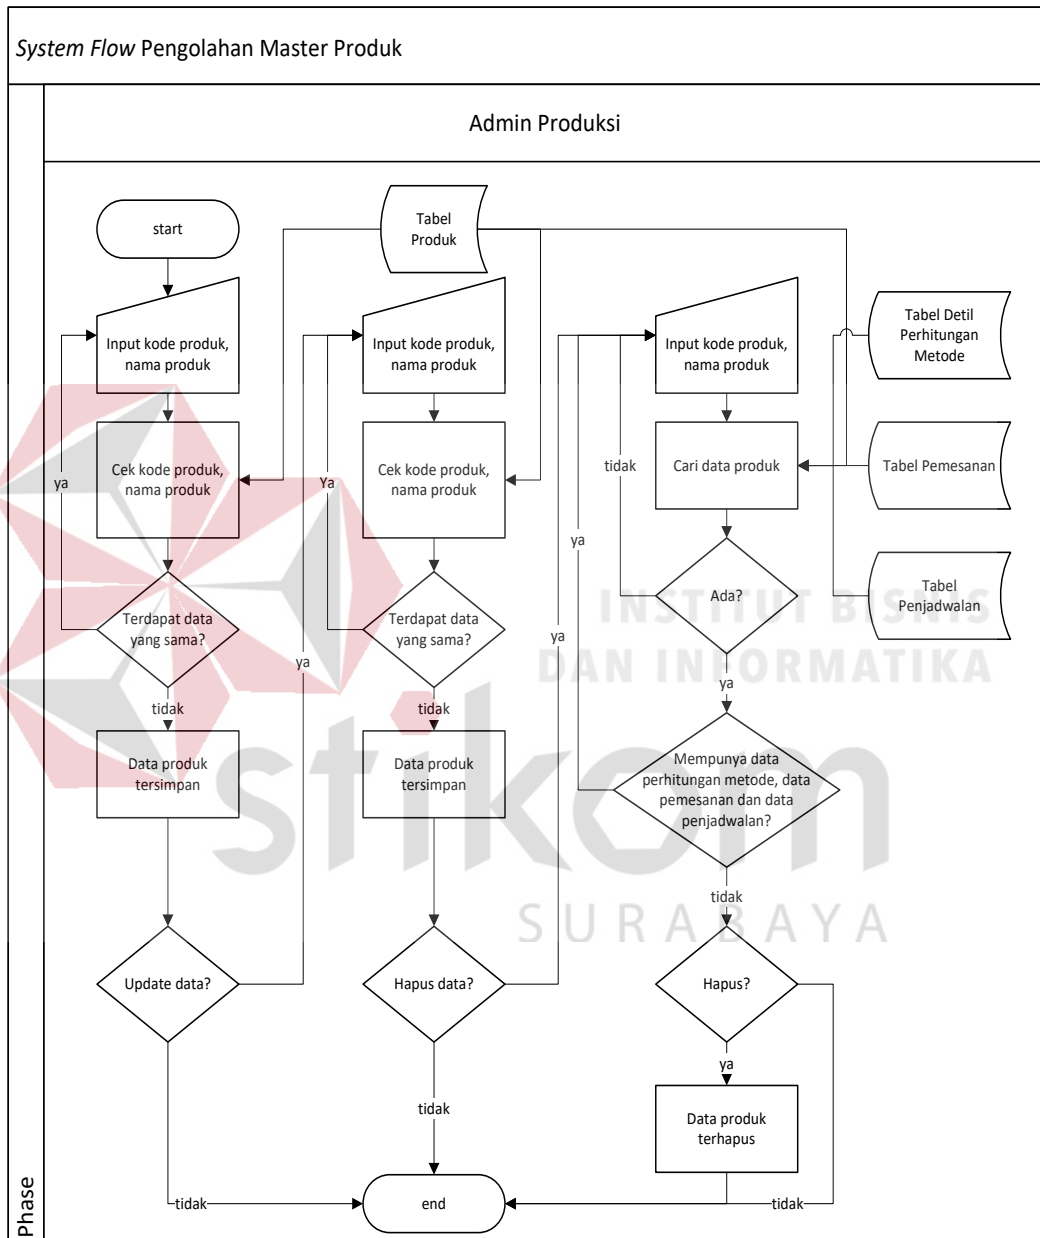 System Flow Pengolahan Master Produk
Admin Produksi
Phase
start
Tabel
Produk
Input kode produk,
nama produk
Input kode produk,
nama produk
Input kode produk,
nama produk
Tabel Detil
Perhitungan
Metode
Cek kode produk,
nama produk
Cek kode produk,
nama produk
Cari data produk
Tabel Pemesanan
ya
Ya
tidak
ya
Terdapat data
yang sama?
Terdapat data
yang sama?
Ada?
Tabel
Penjadwalan
ya
ya
ya
tidak
tidak
Data produk
tersimpan
Data produk
tersimpan
Mempunya data
perhitungan metode, data
pemesanan dan data
penjadwalan?
tidak
Update data?
Hapus data?
Hapus?
ya
tidak
Data produk
terhapus
tidak
end
tidak
INSTITUT BISNIS
DAN INFORMATIKA
stikom
SURABAYA